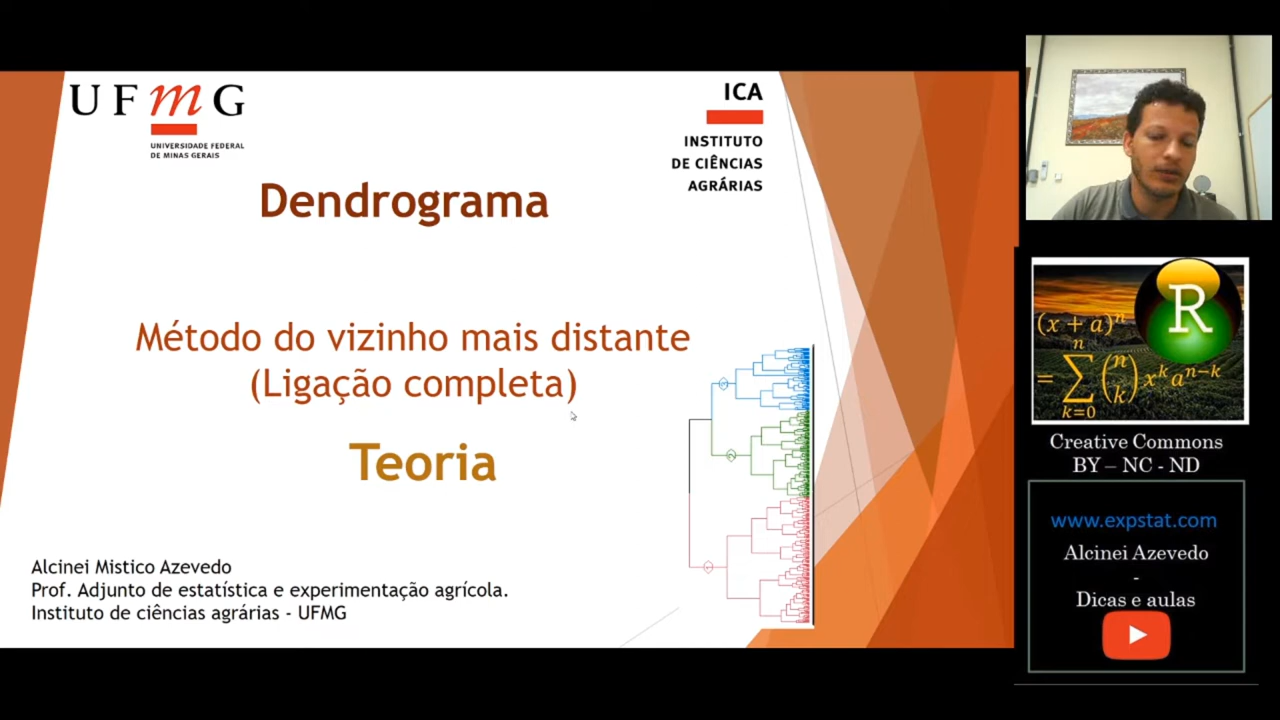 UFmG
UNIVERSIDADE FEDERAL
DE MINAS GERAIS
ICA
INSTITUTO
DE CIÊNCIAS
AGRÁRIAS
Dendrograma
Método do vizinho mais distante
(Ligação completa)
Teoria
Alcinei Mistico Azevedo
Prof. Adjunto de estatística e experimentação agrícola.
Instituto de ciências agrárias - UFMG
R
(x + a)^n
= ∑_{k=0}^{n} (n k) x^k a^{n-k}
Creative Commons
BY – NC - ND
www.expstat.com
Alcinei Azevedo
-
Dicas e aulas